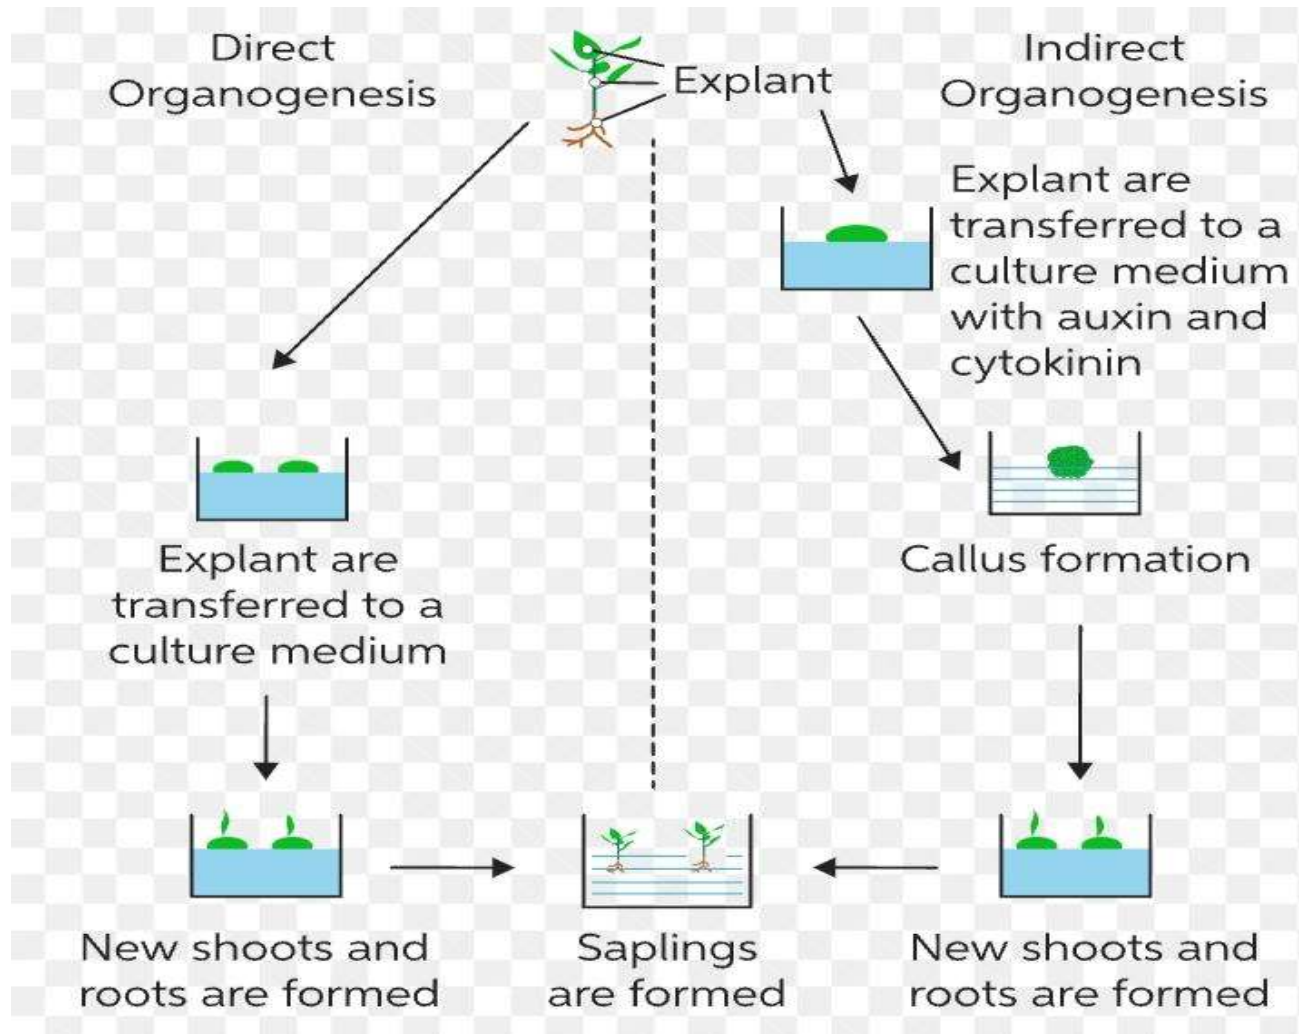 Direct
Organogenesis
Explant
Indirect
Organogenesis
Explant are
transferred to a
culture medium
with auxin and
cytokinin
Explant are
transferred to a
culture medium
Callus formation
New shoots and
roots are formed
Saplings
are formed
New shoots and
roots are formed